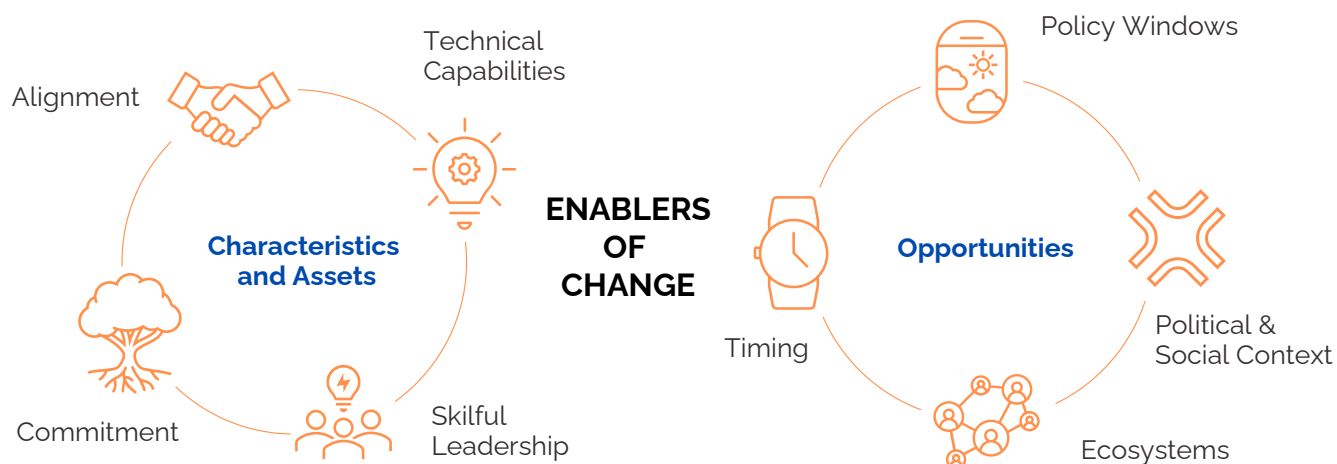 Technical
Capabilities
Alignment
Characteristics
and Assets
Commitment
Skilful
Leadership
ENABLERS
OF
CHANGE
Policy Windows
Opportunities
Timing
Political &
Social Context
Ecosystems